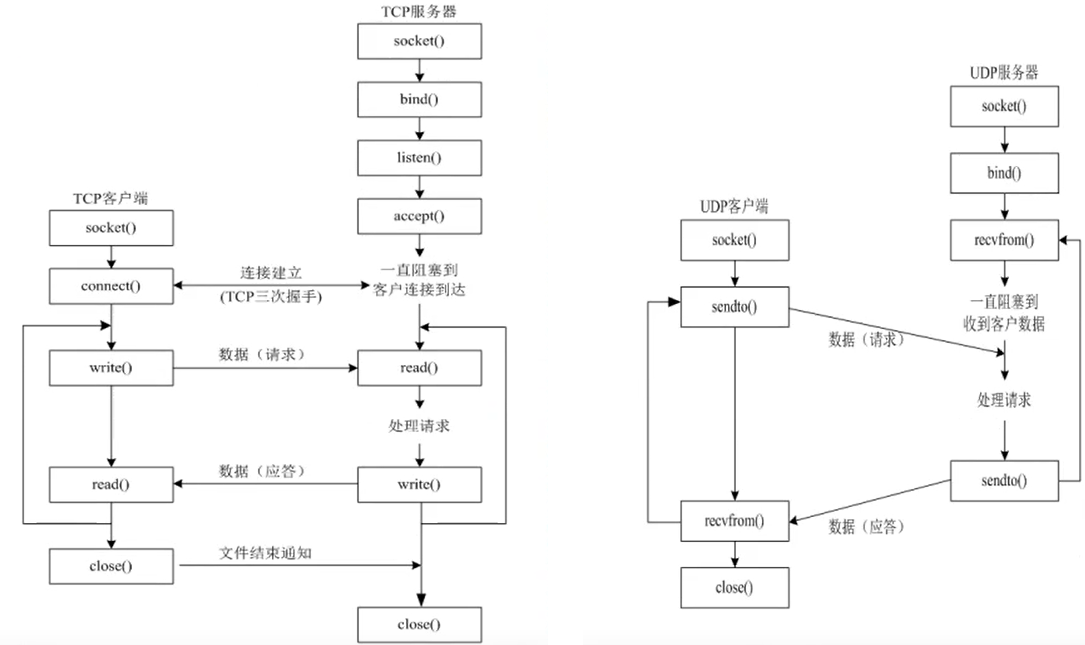 TCP服务器
socket()
bind()
listen()
accept()
一直阻塞到
客户连接到达
TCP客户端
socket()
connect()
连接建立
(TCP三次握手)
write()
数据（请求）
read()
处理请求
read()
数据（应答）
write()
close()
文件结束通知
close()
UDP服务器
socket()
bind()
recvfrom()
一直阻塞到
收到客户数据
UDP客户端
socket()
sendto()
数据（请求）
处理请求
sendto()
recvfrom()
数据（应答）
close()